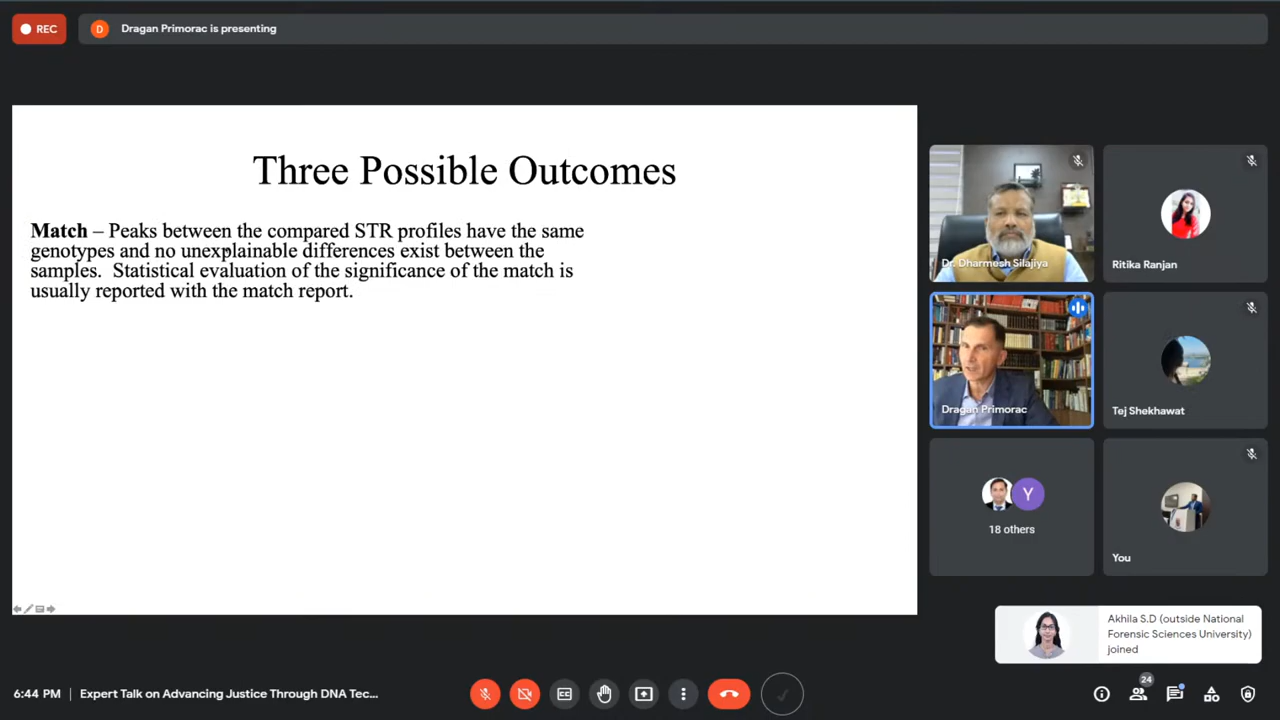 REC
D
Dragan Primorac is presenting
Three Possible Outcomes
Match – Peaks between the compared STR profiles have the same
genotypes and no unexplainable differences exist between the
samples. Statistical evaluation of the significance of the match is
usually reported with the match report.
Dr. Dharmesh Silajiya
Ritika Ranjan
Dragan Primorac
Tej Shekhawat
Y
18 others
You
Akhila S.D (outside National
Forensic Sciences University)
joined
6:44 PM | Expert Talk on Advancing Justice Through DNA Tec...
CC
24